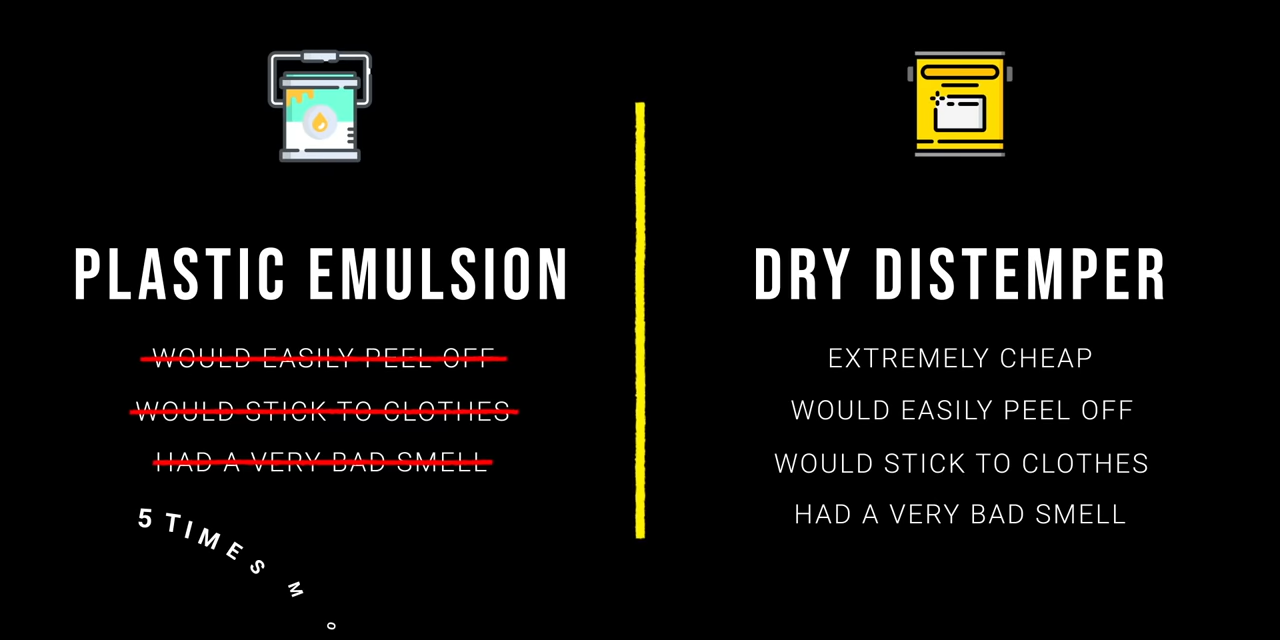 PLASTIC EMULSION
WOULD EASILY PEEL OFF
WOULD STICK TO CLOTHES
HAD A VERY BAD SMELL
5 TIMES MO
DRY DISTEMPER
EXTREMELY CHEAP
WOULD EASILY PEEL OFF
WOULD STICK TO CLOTHES
HAD A VERY BAD SMELL